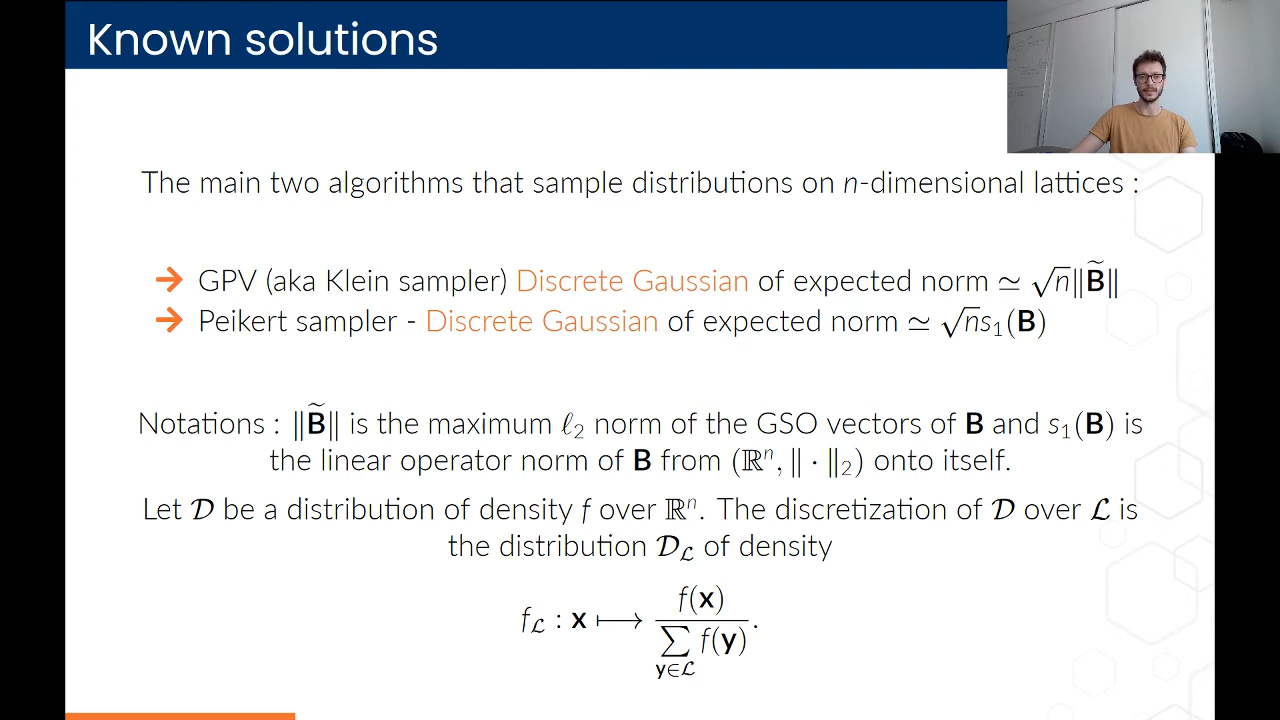 Known solutions
The main two algorithms that sample distributions on n-dimensional lattices :
→ GPV (aka Klein sampler) Discrete Gaussian of expected norm ≃ √n‖B̃‖
→ Peikert sampler - Discrete Gaussian of expected norm ≃ √ns₁(B)
Notations : ‖B̃‖ is the maximum ℓ₂ norm of the GSO vectors of B and s₁(B) is
the linear operator norm of B from (ℝⁿ, ‖ · ‖₂) onto itself.
Let 𝓓 be a distribution of density f over ℝⁿ. The discretization of 𝓓 over 𝓛 is
the distribution 𝓓_𝓛 of density
f_𝓛 : x ⟼ f(x) / ∑_{y∈𝓛} f(y) .